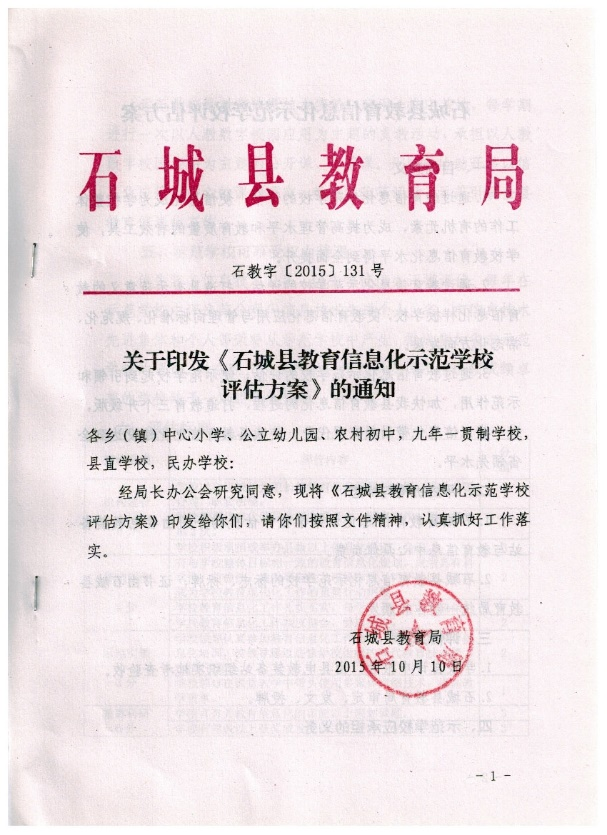 石城县教育局
石教字〔2015〕131号
关于印发《石城县教育信息化示范学校
评估方案》的通知
各乡（镇）中心小学、公立幼儿园、农村初中，九年一贯制学校，
县直学校，民办学校：
经局长办公会研究同意，现将《石城县教育信息化示范学校
评估方案》印发给你们，请你们按照文件精神，认真抓好工作落
实。
石城县教育局
石城县教育局
2015年10月10日
- 1 -